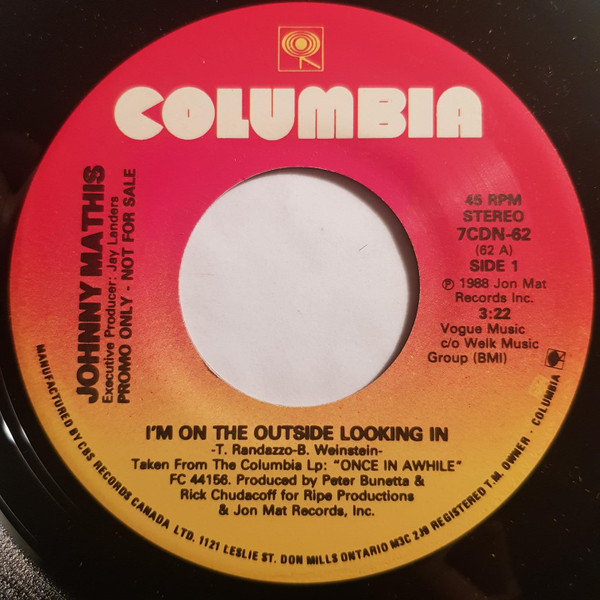 COLUMBIA
JOHNNY MATHIS
Executive Producer: Jay Landers
PROMO ONLY - NOT FOR SALE
45 RPM
STEREO
7CDN-62
(62 A)
SIDE 1
℗ 1988 Jon Mat
Records Inc.
3:22
Vogue Music
c/o Welk Music
Group (BMI)
I'M ON THE OUTSIDE LOOKING IN
-T. Randazzo-B. Weinstein-
Taken From The Columbia Lp: "ONCE IN AWHILE"
FC 44156. Produced by Peter Bunetta &
Rick Chudacoff for Ripe Productions
& Jon Mat Records, Inc.
MANUFACTURED BY CBS RECORDS CANADA LTD. 1121 LESLIE ST. DON MILLS ONTARIO M3C 2J9 REGISTERED T.M. OWNER - COLUMBIA